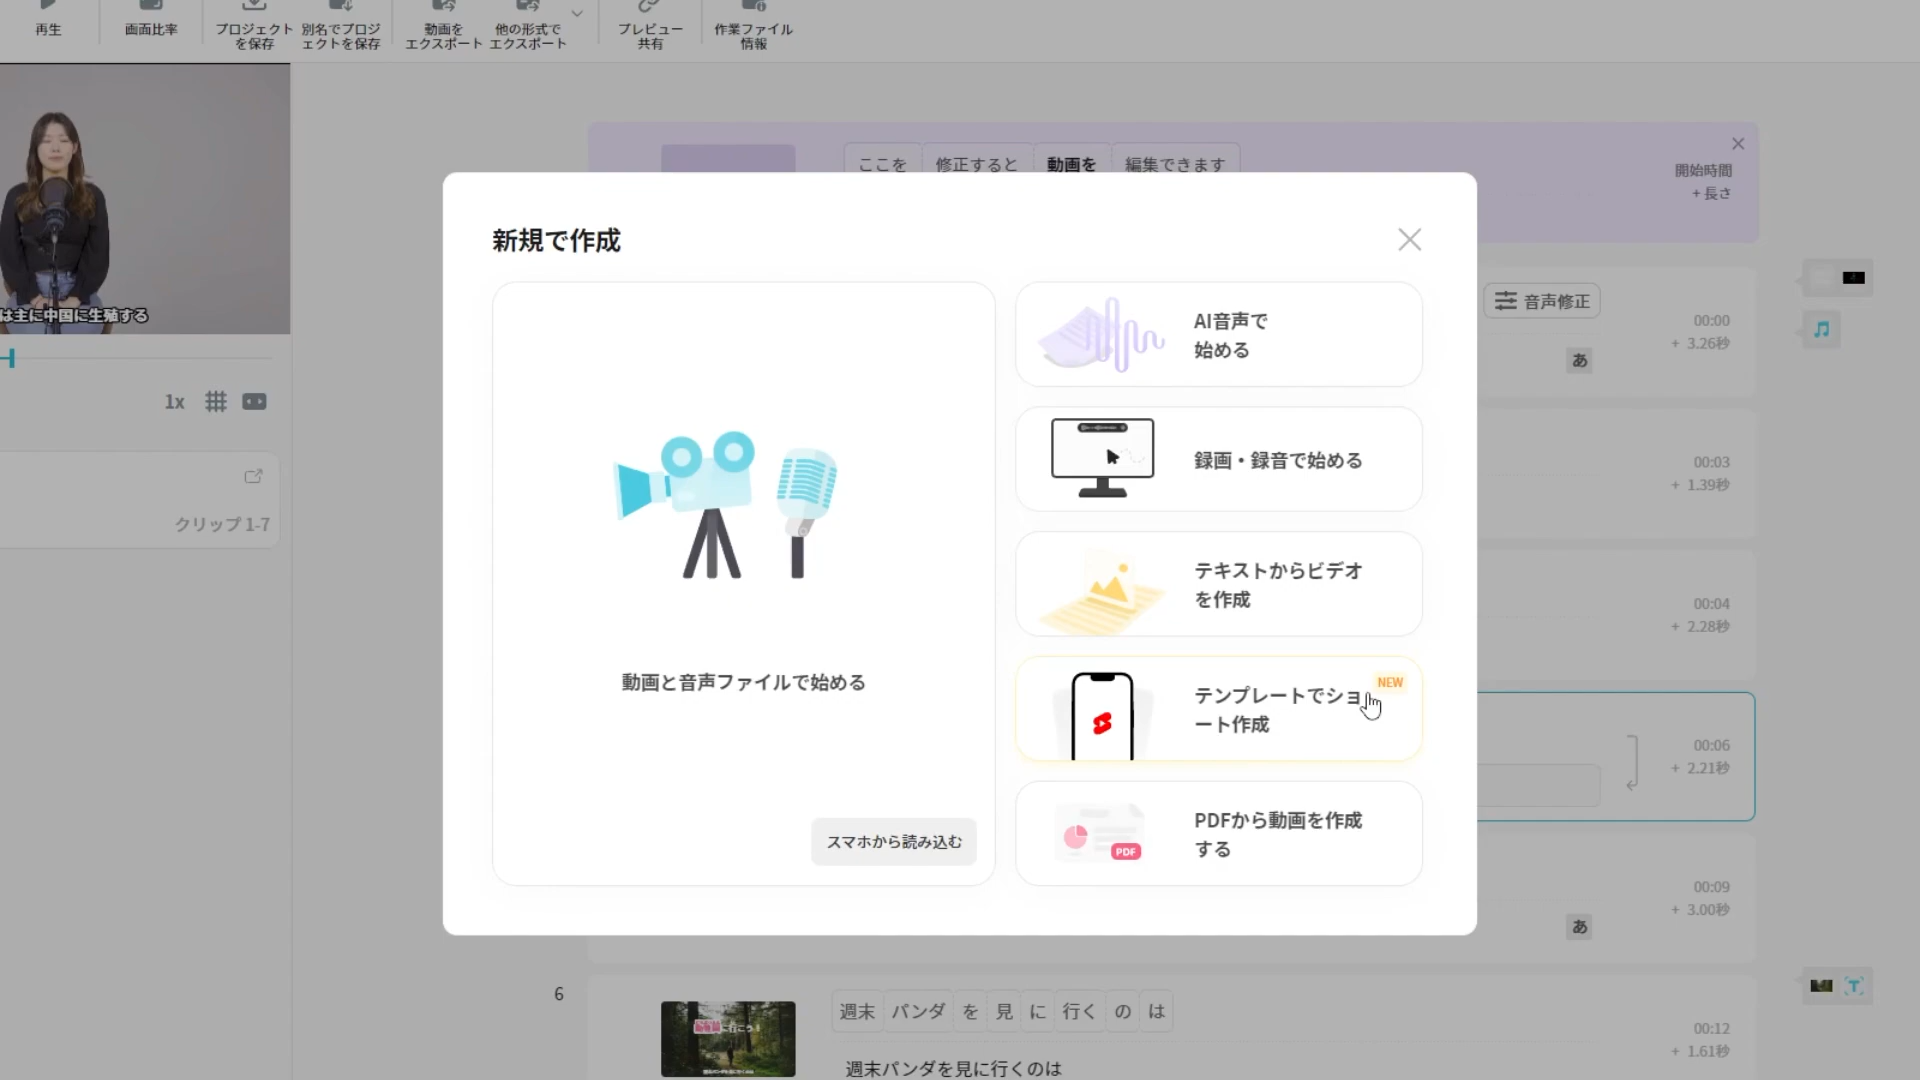 再生
画面比率
プロジェクト
を保存
別名でプロジ
ェクトを保存
動画を
エクスポート
他の形式で
エクスポート
プレビュー
共有
作業ファイル
情報
は主に中国に生殖する
1x
クリップ 1-7
ここを 修正すると 動画を 編集できます
開始時間
+ 長さ
新規で作成
動画と音声ファイルで始める
スマホから読み込む
AI音声で
始める
録画・録音で始める
テキストからビデオ
を作成
NEW
テンプレートでショ
ート作成
PDF
PDFから動画を作成
する
音声修正
00:00
+ 3.26秒
あ
00:03
+ 1.39秒
00:04
+ 2.28秒
00:06
+ 2.21秒
00:09
+ 3.00秒
あ
6
週末 パンダ を 見 に 行く の は
週末パンダを見に行くのは
00:12
+ 1.61秒
T